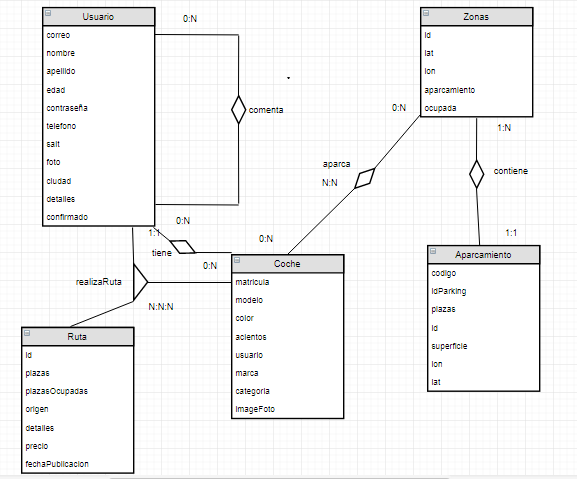 Usuario
correo
nombre
apellido
edad
contraseña
telefono
salt
foto
ciudad
detalles
confirmado
0:N
comenta
0:N
Zonas
id
lat
lon
aparcamiento
ocupada
0:N
aparca
N:N
0:N
1:N
contiene
1:1
1:1
tiene
0:N
realizaRuta
N:N:N
Coche
matricula
modelo
color
acientos
usuario
marca
categoria
imageFoto
Aparcamiento
codigo
idParking
plazas
id
superficie
lon
lat
Ruta
id
plazas
plazasOcupadas
origen
detalles
precio
fechaPublicacion